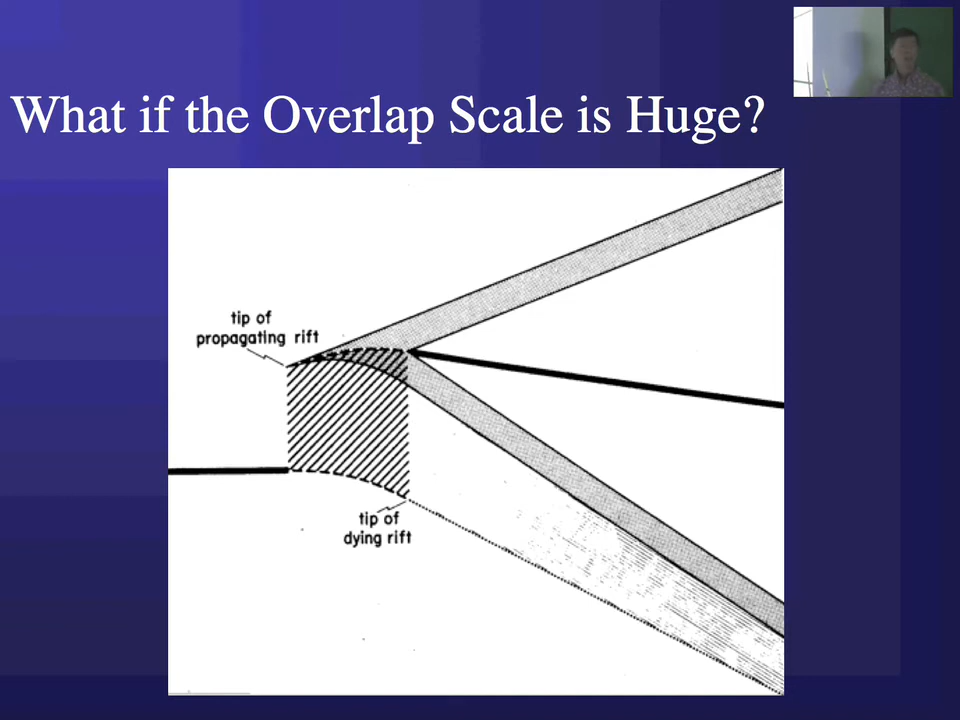 What if the Overlap Scale is Huge?
tip of
propagating rift
tip of
dying rift